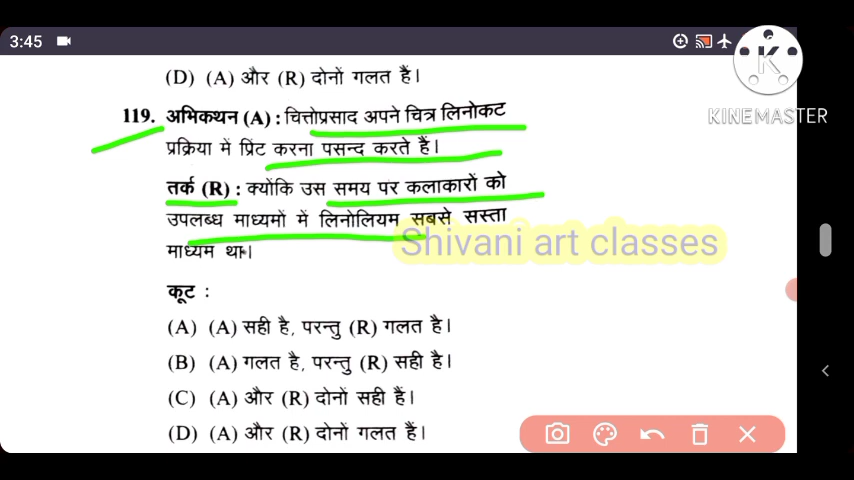 3:45
K
KINEMASTER
(D) (A) और (R) दोनों गलत हैं।
119. अभिकथन (A) : चित्तोप्रसाद अपने चित्र लिनोकट
प्रक्रिया में प्रिंट करना पसन्द करते हैं।
तर्क (R) : क्योंकि उस समय पर कलाकारों को
उपलब्ध माध्यमों में लिनोलियम सबसे सस्ता
माध्यम था।
Shivani art classes
कूट :
(A) (A) सही है, परन्तु (R) गलत है।
(B) (A) गलत है, परन्तु (R) सही है।
(C) (A) और (R) दोनों सही हैं।
(D) (A) और (R) दोनों गलत हैं।